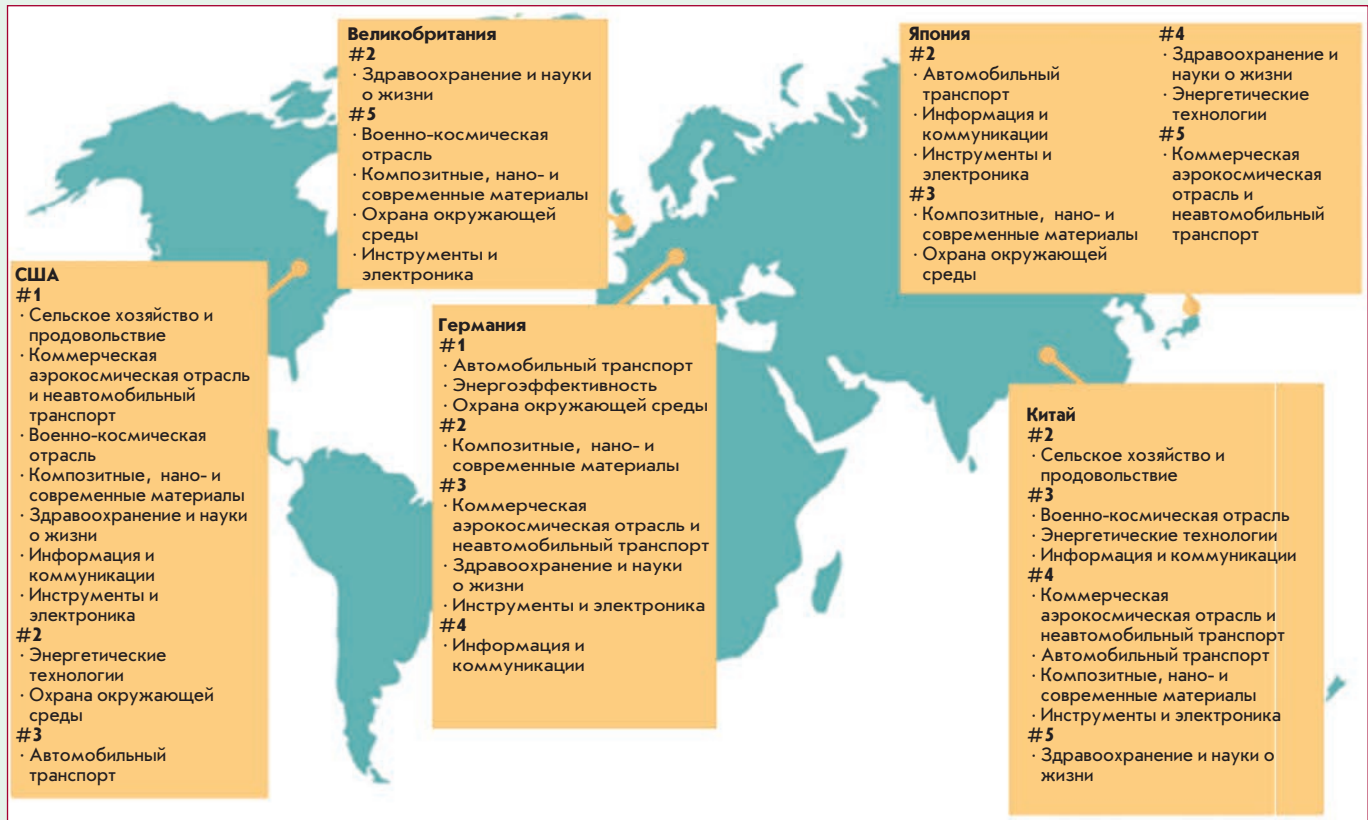 Великобритания
#2
· Здравоохранение и науки
о жизни
#5
· Военно-космическая
отрасль
· Композитные, нано- и
современные материалы
· Охрана окружающей
среды
· Инструменты и
электроника
Япония
#2
· Автомобильный
транспорт
· Информация и
коммуникации
· Инструменты и
электроника
#3
· Композитные, нано- и
современные материалы
· Охрана окружающей
среды
#4
· Здравоохранение и
науки о жизни
· Энергетические
технологии
#5
· Коммерческая
аэрокосмическая
отрасль и
неавтомобильный
транспорт
США
#1
· Сельское хозяйство и
продовольствие
· Коммерческая
аэрокосмическая отрасль
и неавтомобильный
транспорт
· Военно-космическая
отрасль
· Композитные, нано- и
современные материалы
· Здравоохранение и науки
о жизни
· Информация и
коммуникации
· Инструменты и
электроника
#2
· Энергетические
технологии
· Охрана окружающей
среды
#3
· Автомобильный
транспорт
Германия
#1
· Автомобильный транспорт
· Энергоэффективность
· Охрана окружающей среды
#2
· Композитные, нано- и
современные материалы
#3
· Коммерческая
аэрокосмическая отрасль и
неавтомобильный транспорт
· Здравоохранение и науки
о жизни
· Инструменты и электроника
#4
· Информация и
коммуникации
Китай
#2
· Сельское хозяйство и
продовольствие
#3
· Военно-космическая отрасль
· Энергетические технологии
· Информация и коммуникации
#4
· Коммерческая
аэрокосмическая отрасль и
неавтомобильный транспорт
· Автомобильный транспорт
· Композитные, нано- и
современные материалы
· Инструменты и электроника
#5
· Здравоохранение и науки о
жизни